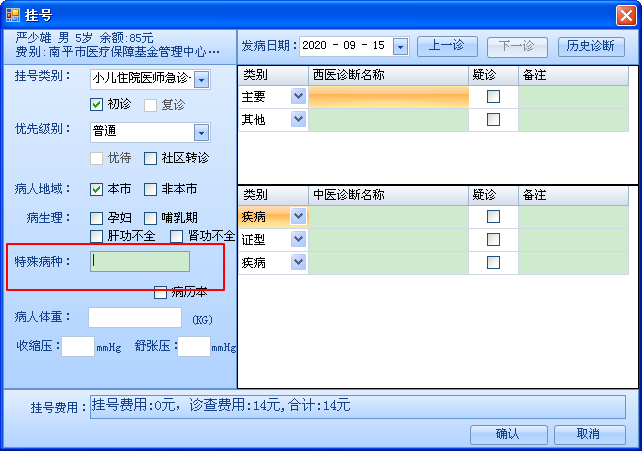 挂号
严少雄 男 5岁 余额:85元
费别:南平市医疗保障基金管理中心…
发病日期: 2020 - 09 - 15 上一诊 下一诊 历史诊断
挂号类别: 小儿住院医师急诊-
初诊 复诊
优先级别: 普通
优待 社区转诊
病人地域: 本市 非本市
病生理: 孕妇 哺乳期
肝功不全 肾功不全
特殊病种:
病历本
病人体重: (KG)
收缩压: mmHg 舒张压: mmHg
类别 西医诊断名称 疑诊 备注
主要
其他
类别 中医诊断名称 疑诊 备注
疾病
证型
疾病
挂号费用: 挂号费用:0元, 诊查费用:14元,合计:14元
确认 取消